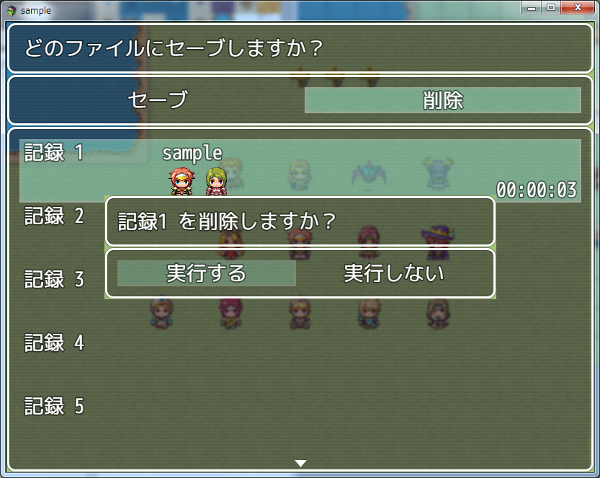 sample
どのファイルにセーブしますか？
セーブ 削除
記録 1 sample
00:00:03
記録 2
記録1 を削除しますか？
記録 3
実行する 実行しない
記録 4
記録 5